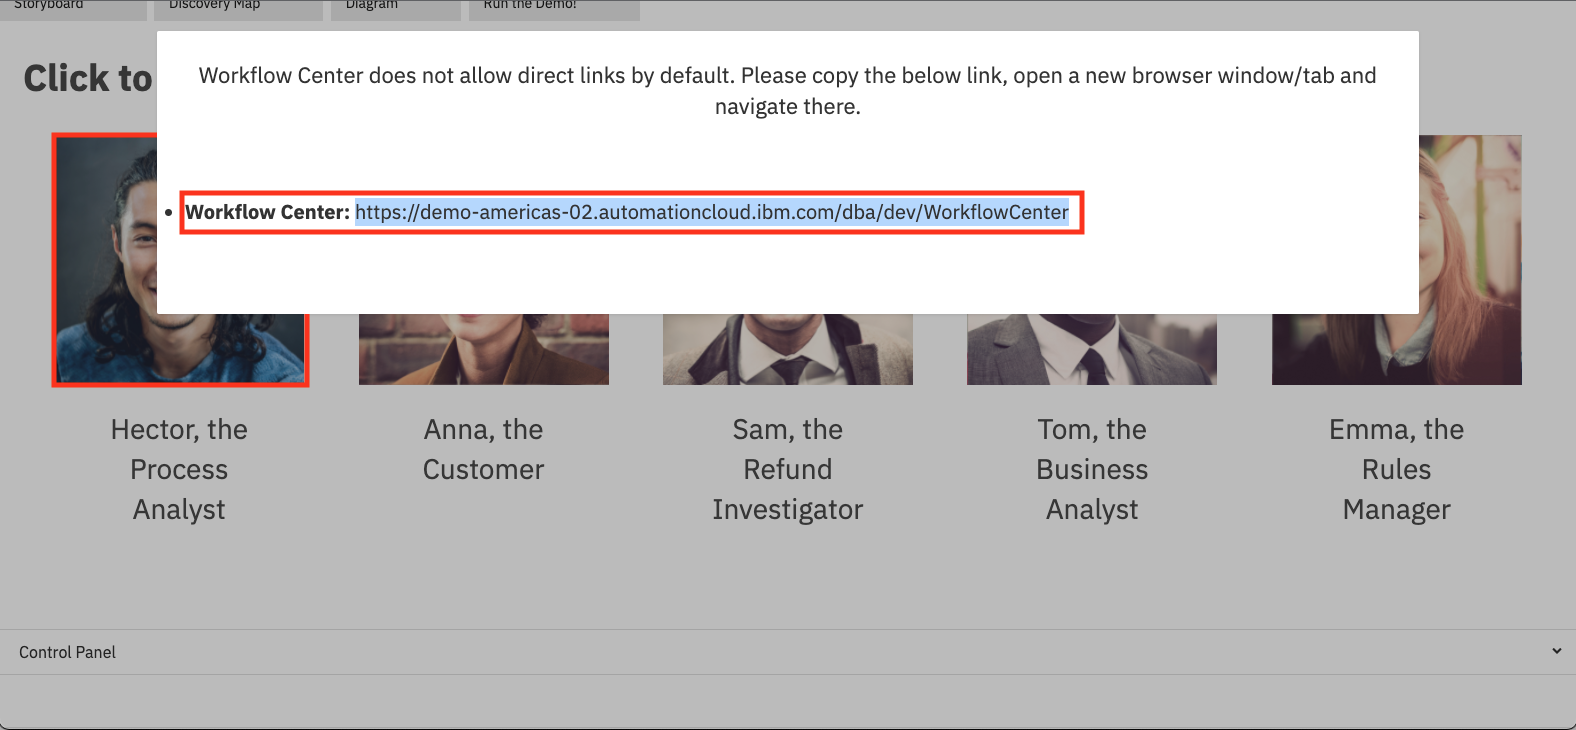 Storyboard
Discovery Map
Diagram
Run the Demo!
Click to
Workflow Center does not allow direct links by default. Please copy the below link, open a new browser window/tab and
navigate there.
• Workflow Center: https://demo-americas-02.automationcloud.ibm.com/dba/dev/WorkflowCenter
Hector, the
Process
Analyst
Anna, the
Customer
Sam, the
Refund
Investigator
Tom, the
Business
Analyst
Emma, the
Rules
Manager
Control Panel